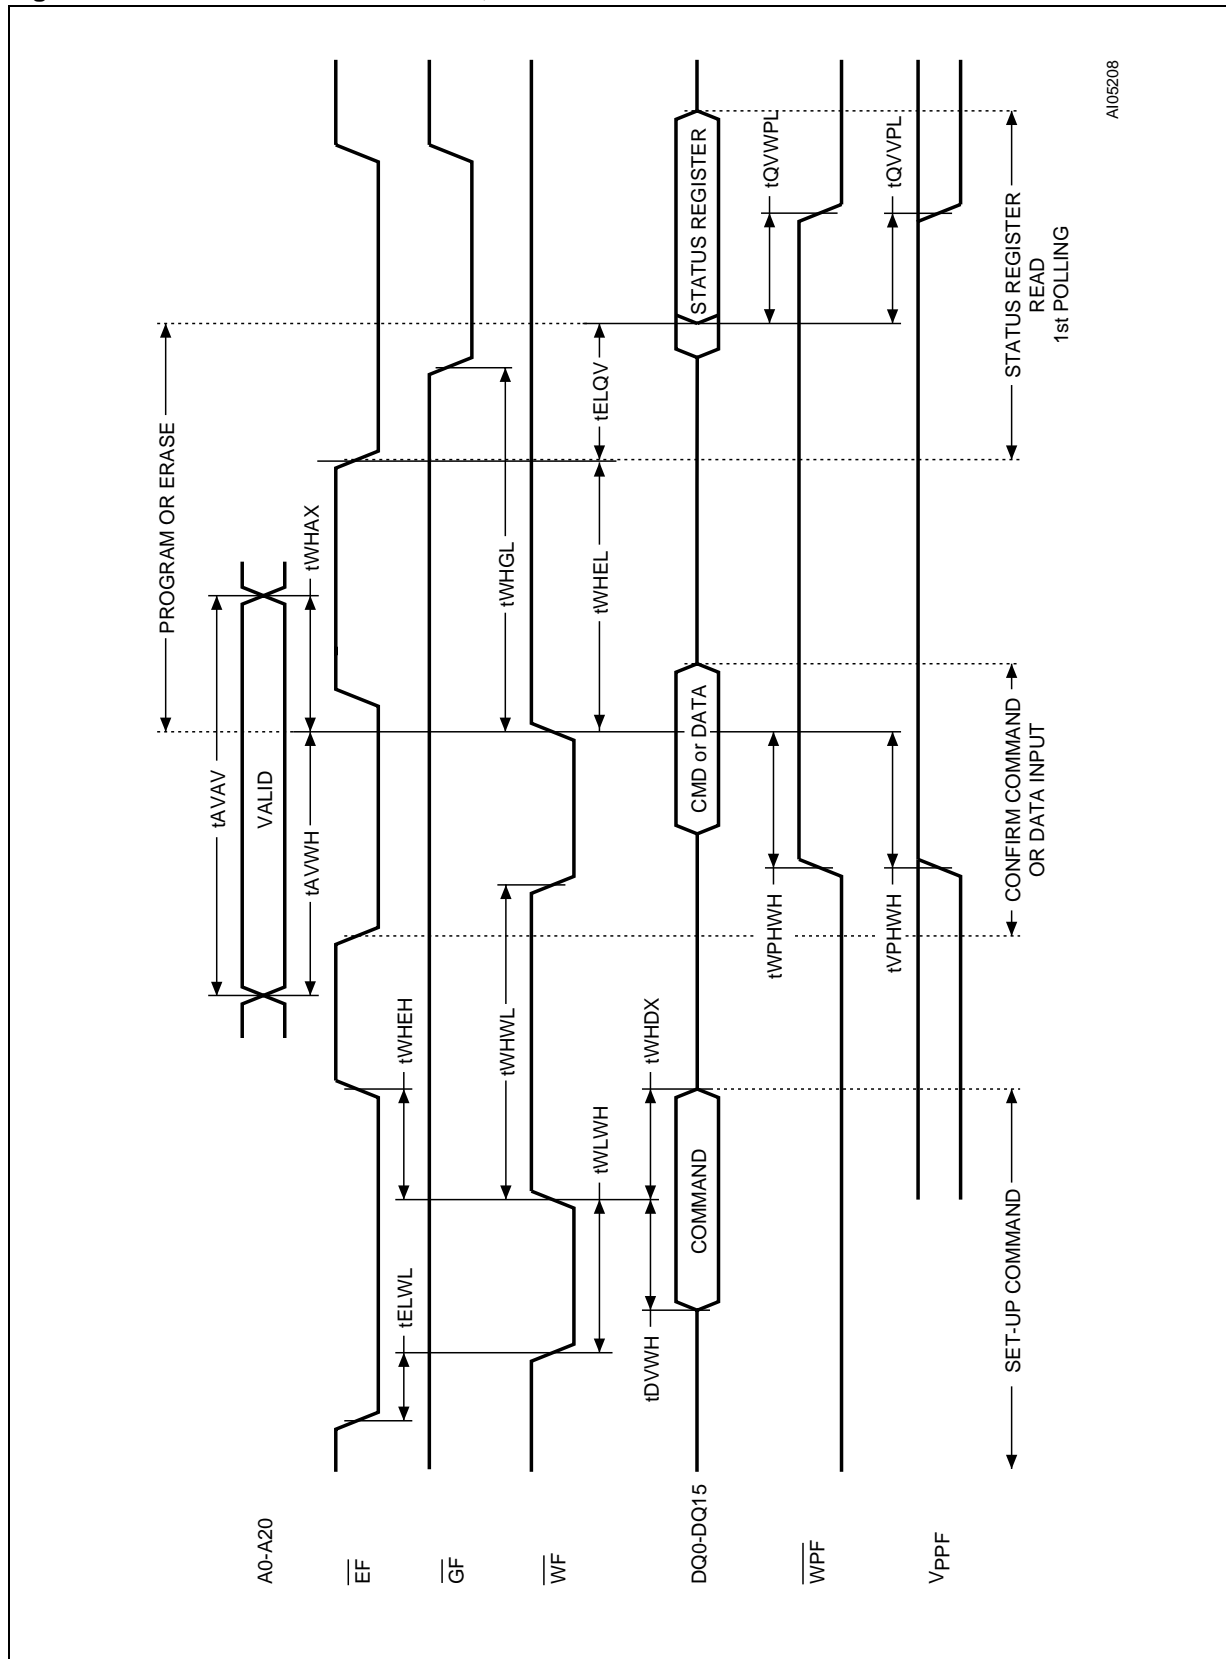 A0-A20
tAVAV
VALID
tAVWH
tWHAX
PROGRAM OR ERASE
EF
tELWL
tWHEH
GF
tWHWL
tWHGL
WF
tWLWH
tWHEL
tELQV
tDVWH
tWHDX
DQ0-DQ15
COMMAND
CMD or DATA
STATUS REGISTER
WPF
tWPHWH
tQVWPL
VPPF
tVPHWH
tQVVPL
SET-UP COMMAND
CONFIRM COMMAND
OR DATA INPUT
STATUS REGISTER
READ
1st POLLING
AI05208